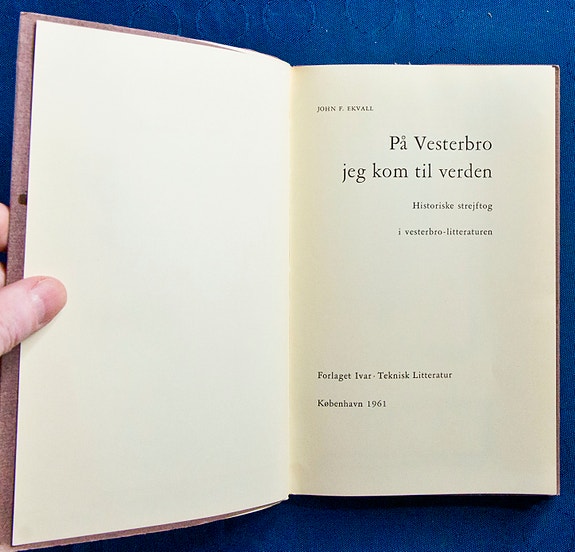 JOHN F. EKVALL
På Vesterbro
jeg kom til verden
Historiske strejftog
i vesterbro-litteraturen
Forlaget Ivar · Teknisk Litteratur
København 1961